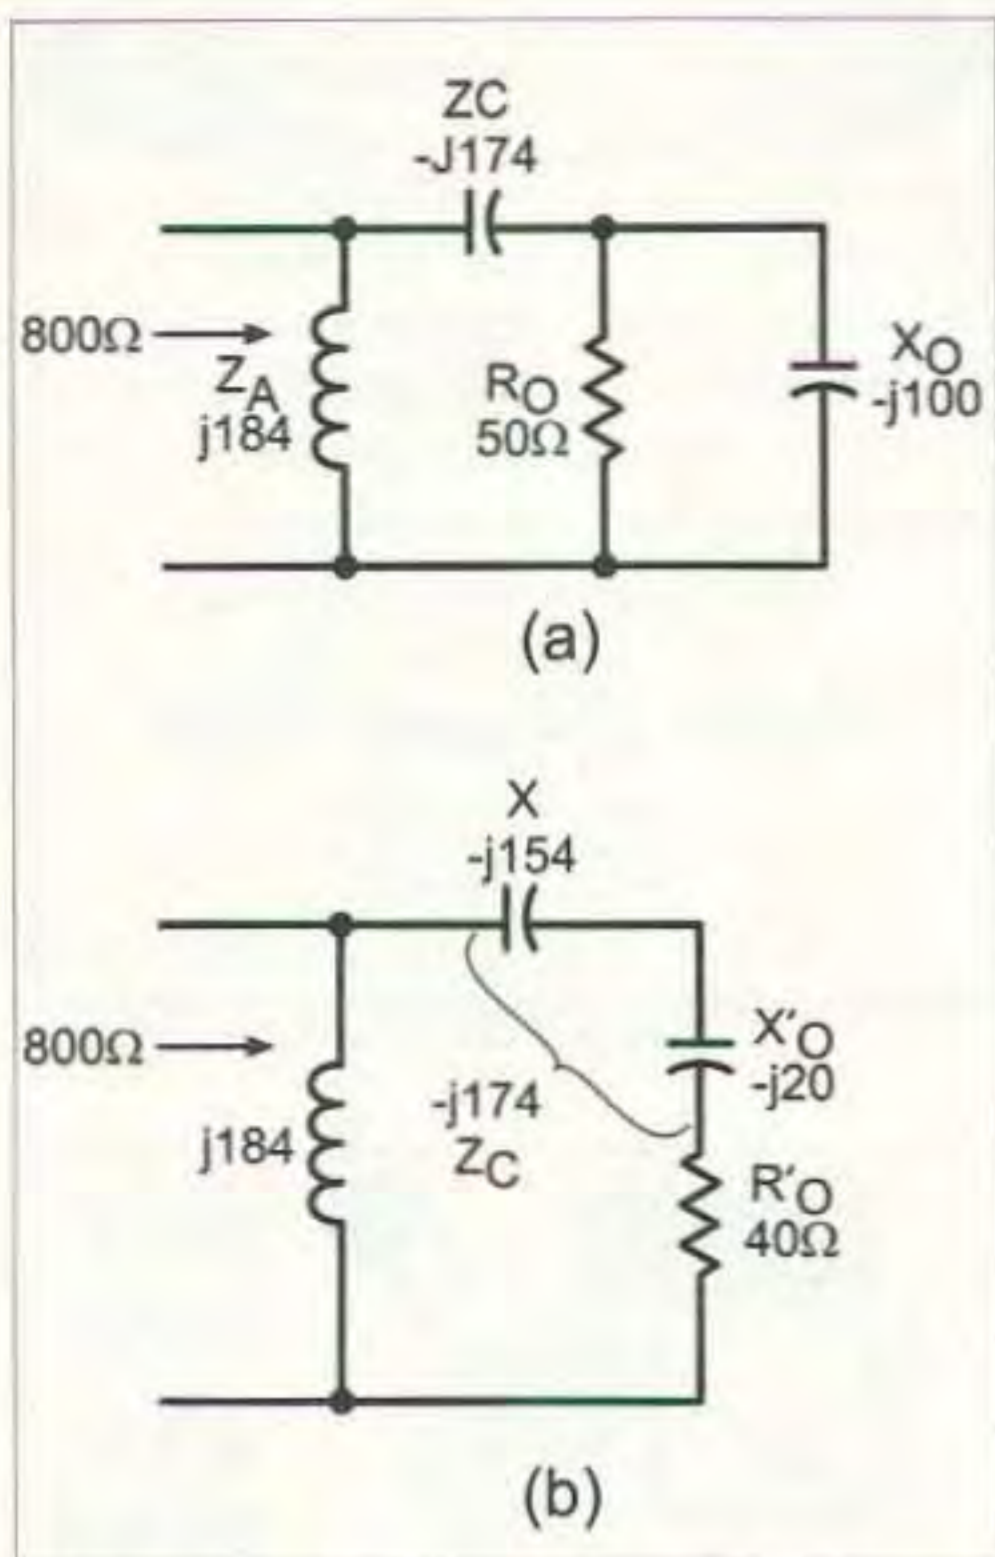 ZC
-J174
800Ω
ZA
j184
RO
50Ω
XO
-j100
(a)
X
-j154
800Ω
j184
-j174
ZC
X'O
-j20
R'O
40Ω
(b)